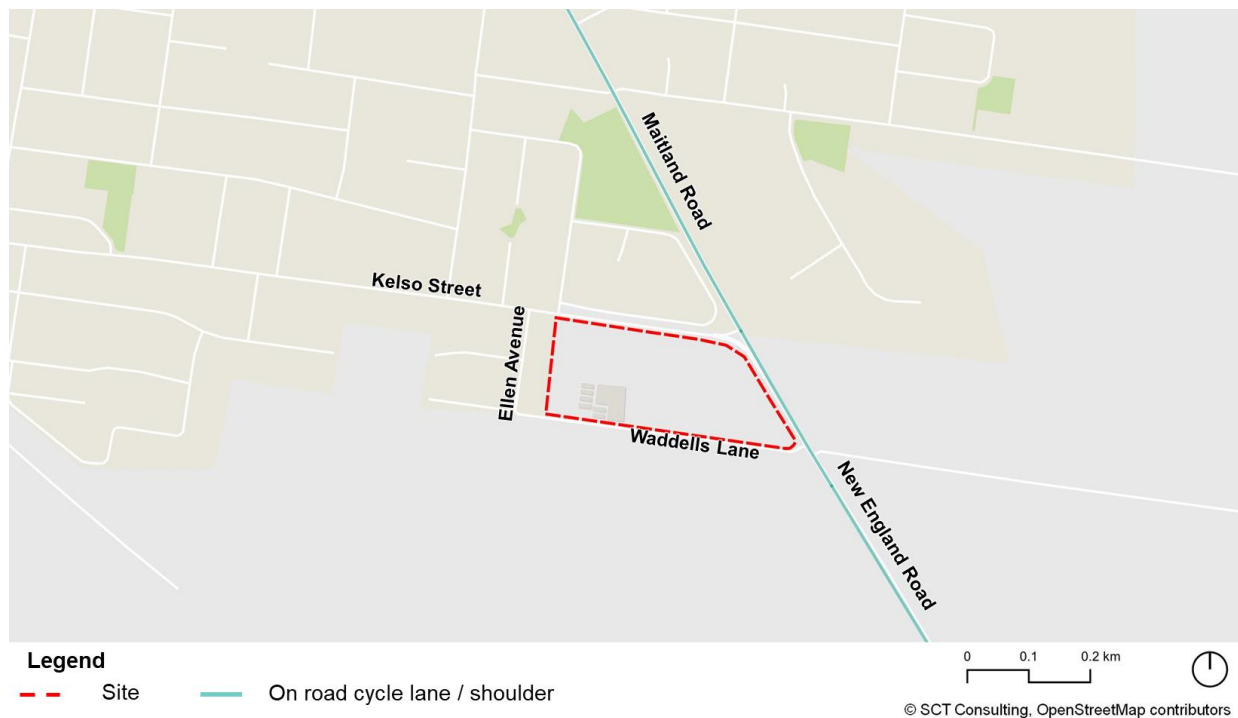 Maitland Road
Kelso Street
Ellen Avenue
Waddells Lane
New England Road
Legend
Site
On road cycle lane / shoulder
0 0.1 0.2 km
© SCT Consulting, OpenStreetMap contributors